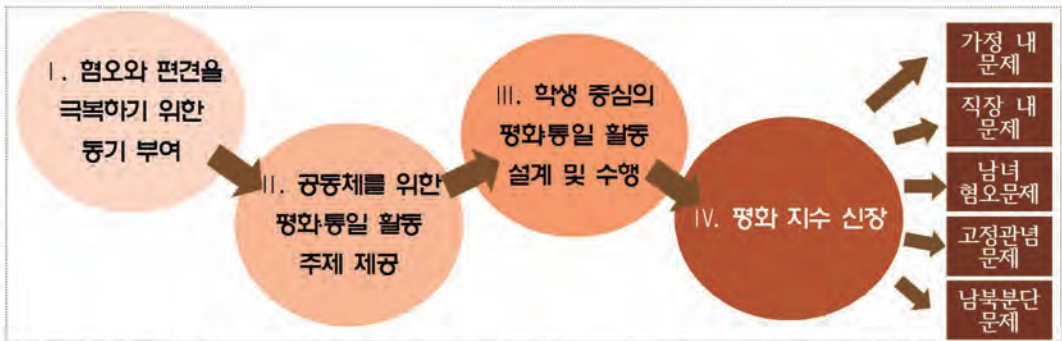 Ⅰ. 혐오와 편견을
극복하기 위한
동기 부여
Ⅱ. 공동체를 위한
평화·통일 활동
주제 제공
Ⅲ. 학생 중심의
평화·통일 활동
설계 및 수행
Ⅳ. 평화 지수 신장
가정 내
문제
직장 내
문제
남녀
혐오문제
고정관념
문제
남북분단
문제